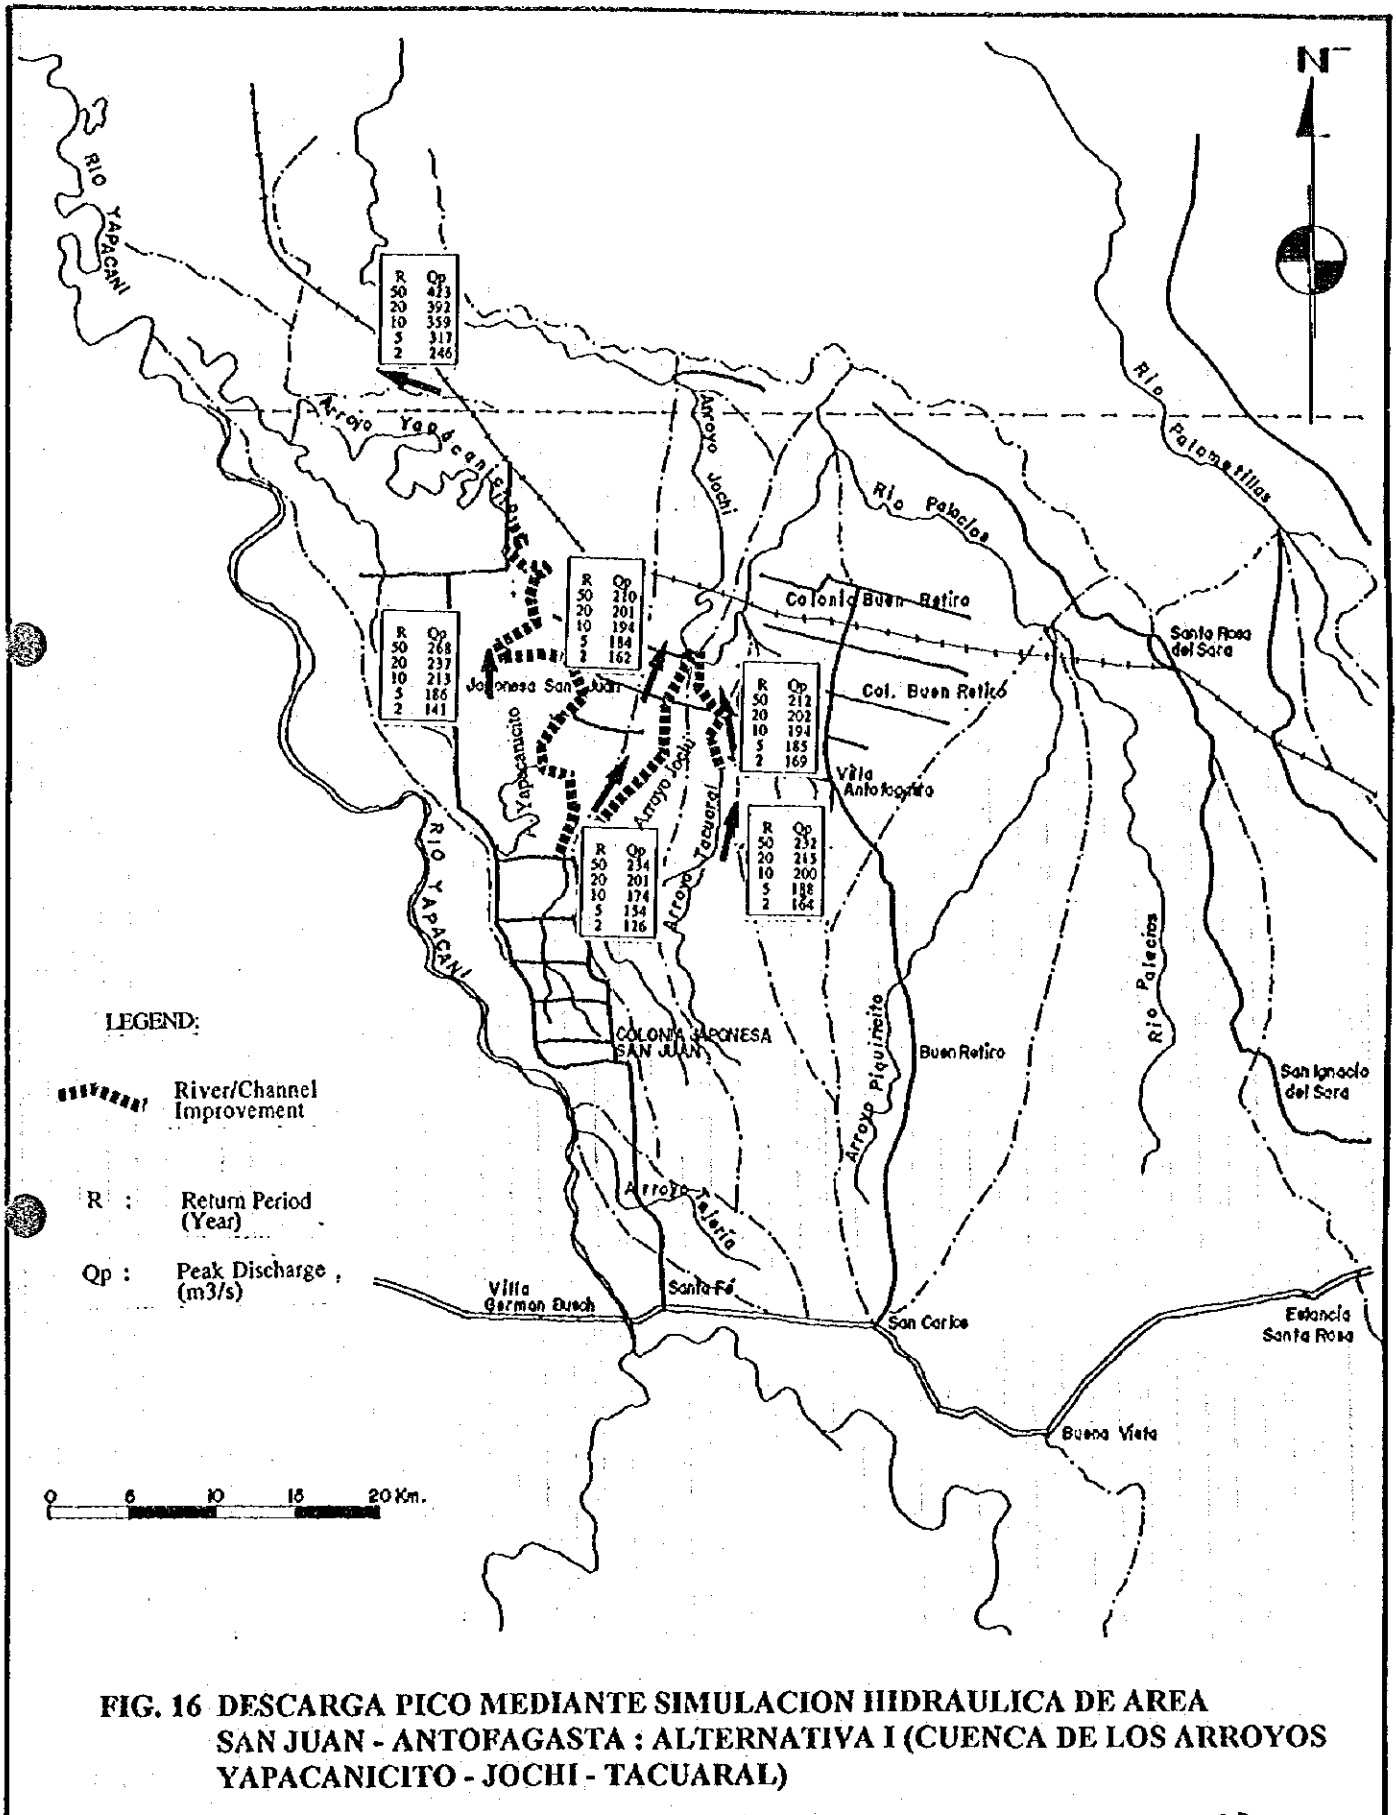 N
RIO YAPACANI
R Qp
50 423
20 392
10 359
5 317
2 246
Arroyo Yapacanicito
Arroyo Jochi
Rio Palometillas
Rio Palacios
R Qp
50 210
20 201
10 194
5 184
2 162
Colonia Buen Retiro
Santa Rosa
del Sara
R Qp
50 268
20 237
10 213
5 186
2 141
Japonesa San Juan
R Qp
50 212
20 202
10 194
5 185
2 169
Col. Buen Retiro
Yapacanicito
Arroyo Jochi
Arroyo Tacuaral
Villa
Antofagasta
R Qp
50 232
20 215
10 200
5 188
2 164
R Qp
50 234
20 201
10 174
5 154
2 126
RIO YAPACANI
Rio Palacios
Arroyo Piquiricito
LEGEND:
COLONIA JAPONESA
SAN JUAN
Buen Retiro
San Ignacio
del Sara
River/Channel
Improvement
R : Return Period
(Year)
Arroyo Tejeria
Qp : Peak Discharge
(m3/s)
Villa
German Busch
Santa Fé
San Carlos
Estancia
Santa Rosa
Buena Vista
0 5 10 15 20 Km.
FIG. 16 DESCARGA PICO MEDIANTE SIMULACION HIDRAULICA DE AREA
SAN JUAN - ANTOFAGASTA : ALTERNATIVA I (CUENCA DE LOS ARROYOS
YAPACANICITO - JOCHI - TACUARAL)